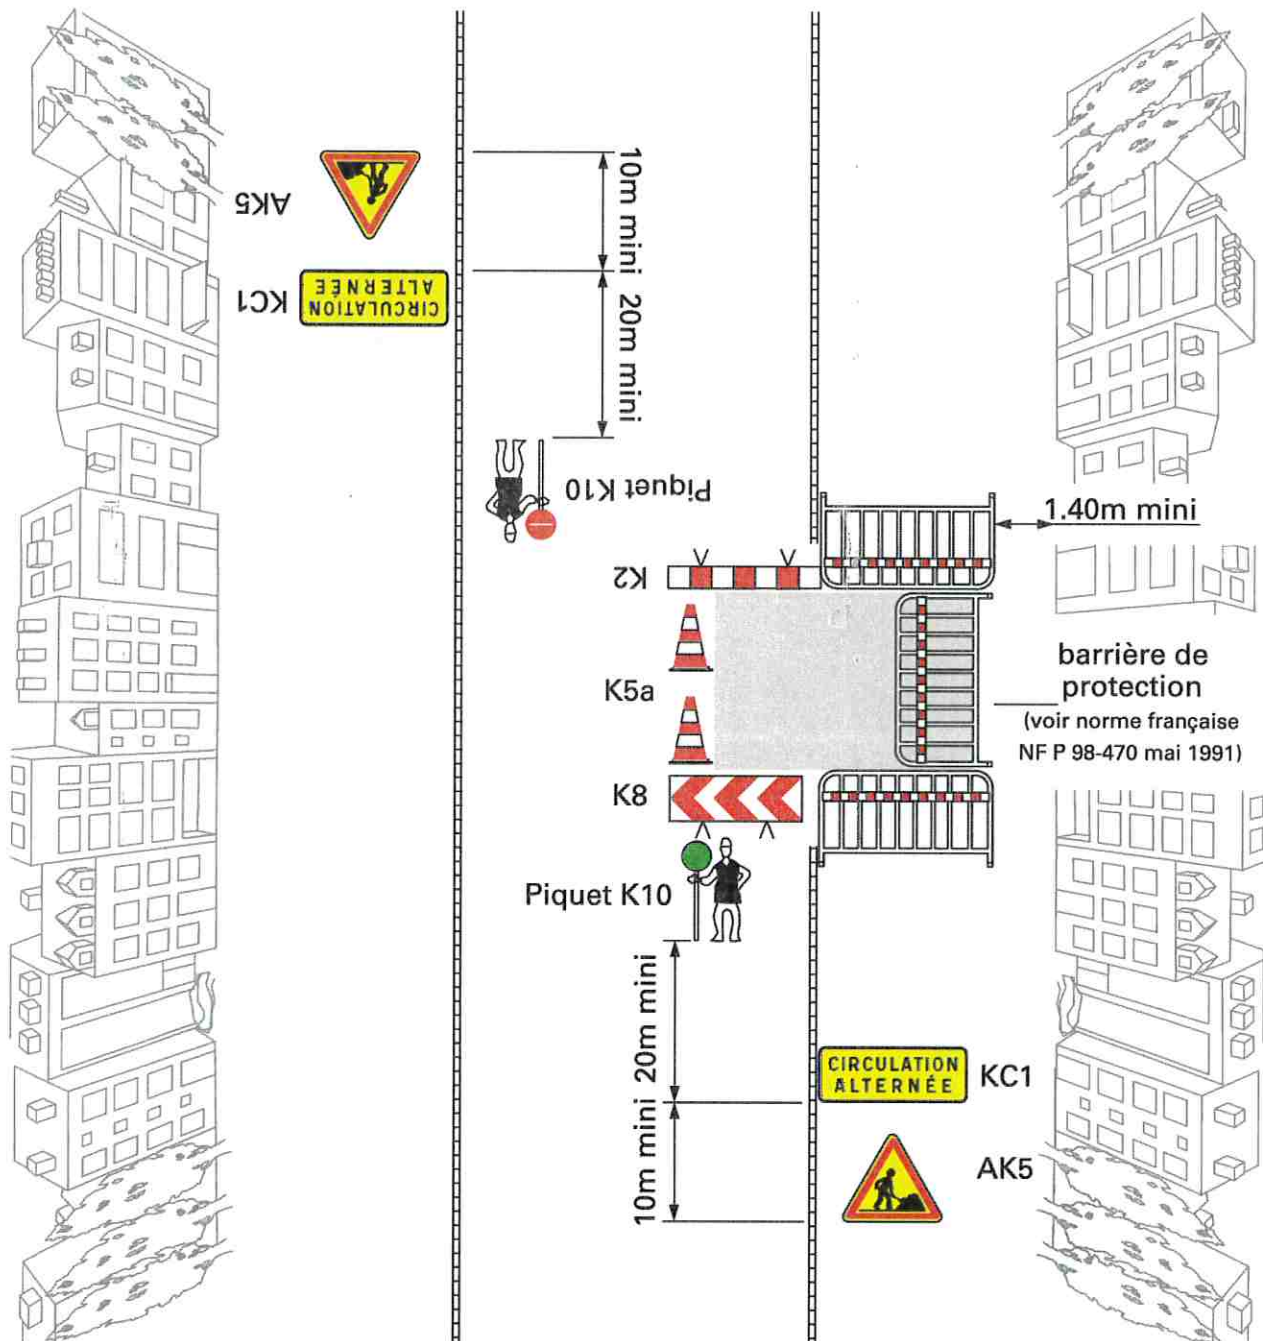 10m mini
AK5
CIRCULATION
ALTERNÉE
KC1
20m mini
Piquet K10
1.40m mini
K2
K5a
barrière de
protection
(voir norme française
NF P 98-470 mai 1991)
K8
Piquet K10
20m mini
CIRCULATION
ALTERNÉE
KC1
10m mini
AK5